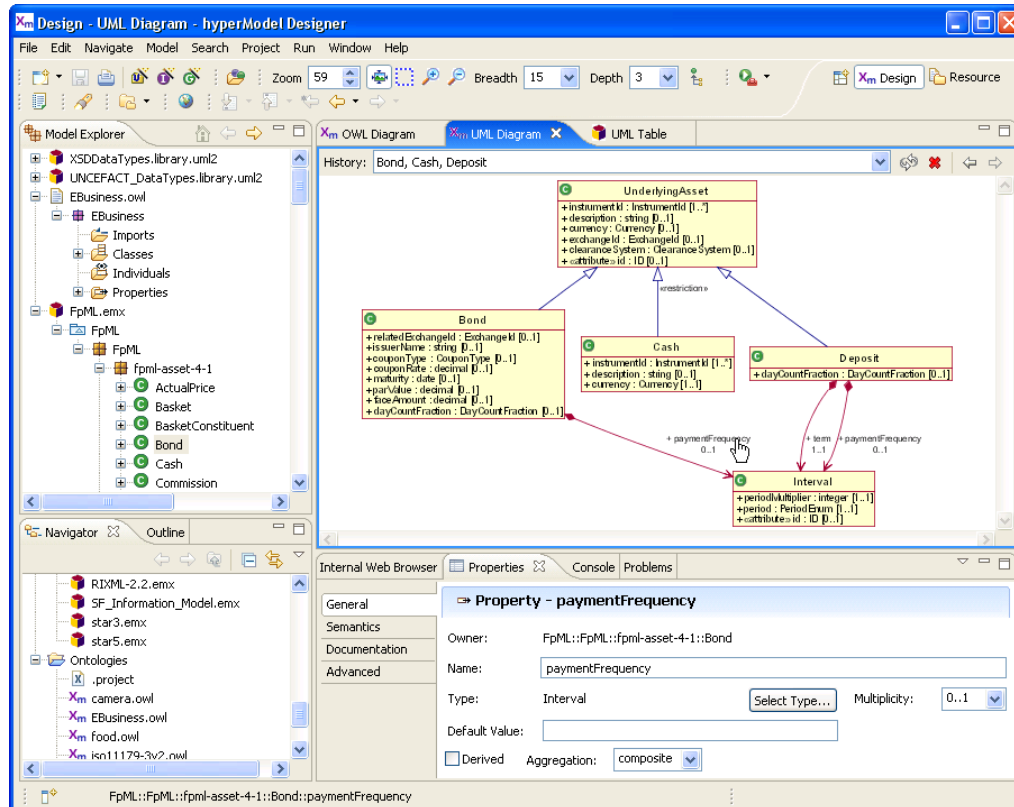 Xm Design - UML Diagram - hyperModel Designer
File Edit Navigate Model Search Project Run Window Help
Zoom 59 Breadth 15 Depth 3 Xm Design Resource
Model Explorer
XSDDataTypes.library.uml2
UNCEFACT_DataTypes.library.uml2
EBusiness.owl
EBusiness
Imports
Classes
Individuals
Properties
FpML.emx
FpML
FpML
fpml-asset-4-1
ActualPrice
Basket
BasketConstituent
Bond
Cash
Commission
Xm OWL Diagram Xm UML Diagram UML Table
History: Bond, Cash, Deposit
UnderlyingAsset
+ instrumentId : InstrumentId [1..*]
+ description : string [0..1]
+ currency : Currency [0..1]
+ exchangeId : ExchangeId [0..1]
+ clearanceSystem : ClearanceSystem [0..1]
+ «attribute» id : ID [0..1]
«restriction»
Bond
+ relatedExchangeId : ExchangeId [0..1]
+ issuerName : string [0..1]
+ couponType : CouponType [0..1]
+ couponRate : decimal [0..1]
+ maturity : date [0..1]
+ parValue : decimal [0..1]
+ faceAmount : decimal [0..1]
+ dayCountFraction : DayCountFraction [0..1]
Cash
+ instrumentId : InstrumentId [1..*]
+ description : string [0..1]
+ currency : Currency [1..1]
Deposit
+ dayCountFraction : DayCountFraction [0..1]
+ paymentFrequency
0..1
+ term
1..1
+ paymentFrequency
0..1
Interval
+ periodMultiplier : integer [1..1]
+ period : PeriodEnum [1..1]
+ «attribute» id : ID [0..1]
Navigator Outline
RIXML-2.2.emx
SF_Information_Model.emx
star3.emx
star5.emx
Ontologies
.project
Xm camera.owl
Xm EBusiness.owl
Xm food.owl
Xm iso11179-3v2.owl
Internal Web Browser Properties Console Problems
General
Semantics
Documentation
Advanced
Property - paymentFrequency
Owner: FpML::FpML::fpml-asset-4-1::Bond
Name: paymentFrequency
Type: Interval Select Type... Multiplicity: 0..1
Default Value:
Derived Aggregation: composite
FpML::FpML::fpml-asset-4-1::Bond::paymentFrequency